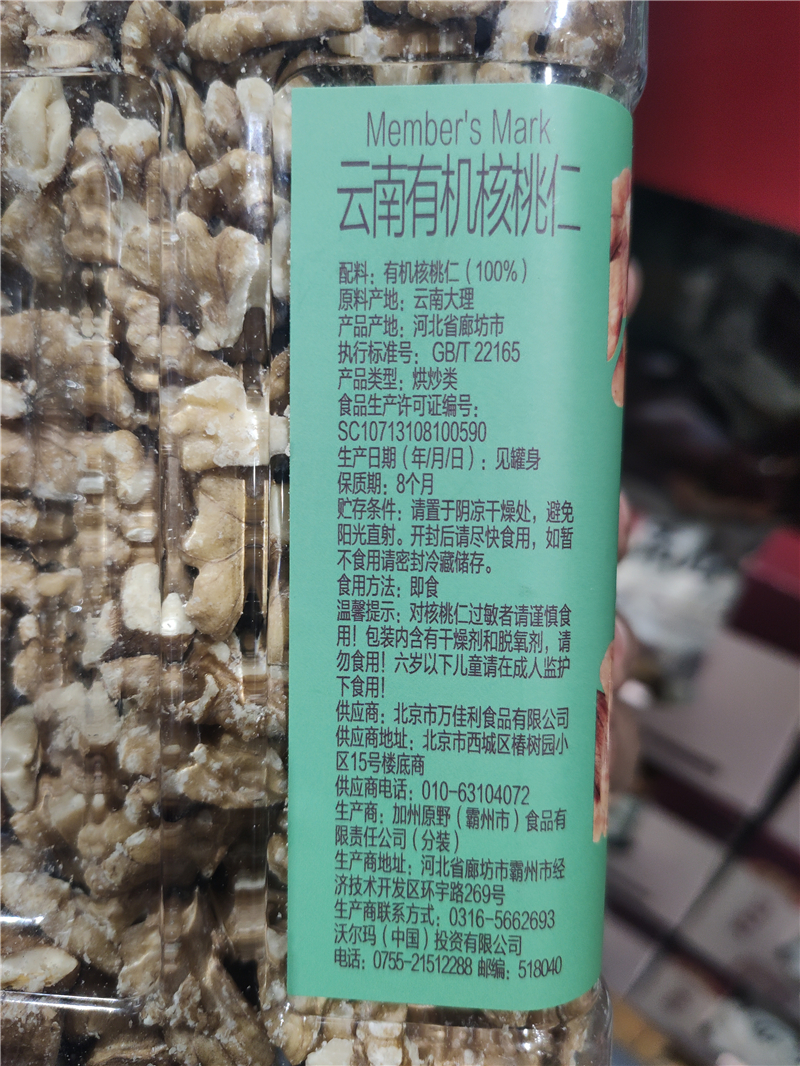 Member's Mark
云南有机核桃仁
配料：有机核桃仁（100%）
原料产地：云南大理
产品产地：河北省廊坊市
执行标准号：GB/T 22165
产品类型：烘炒类
食品生产许可证编号：
SC10713108100590
生产日期（年/月/日）：见罐身
保质期：8个月
贮存条件：请置于阴凉干燥处，避免
阳光直射。开封后请尽快食用，如暂
不食用请密封冷藏储存。
食用方法：即食
温馨提示：对核桃仁过敏者请谨慎食
用！包装内含有干燥剂和脱氧剂，请
勿食用！六岁以下儿童请在成人监护
下食用！
供应商：北京市万佳利食品有限公司
供应商地址：北京市西城区椿树园小
区15号楼底商
供应商电话：010-63104072
生产商：加州原野（霸州市）食品有
限责任公司（分装）
生产商地址：河北省廊坊市霸州市经
济技术开发区环宇路269号
生产商联系方式：0316-5662693
沃尔玛（中国）投资有限公司
电话：0755-21512288 邮编：518040